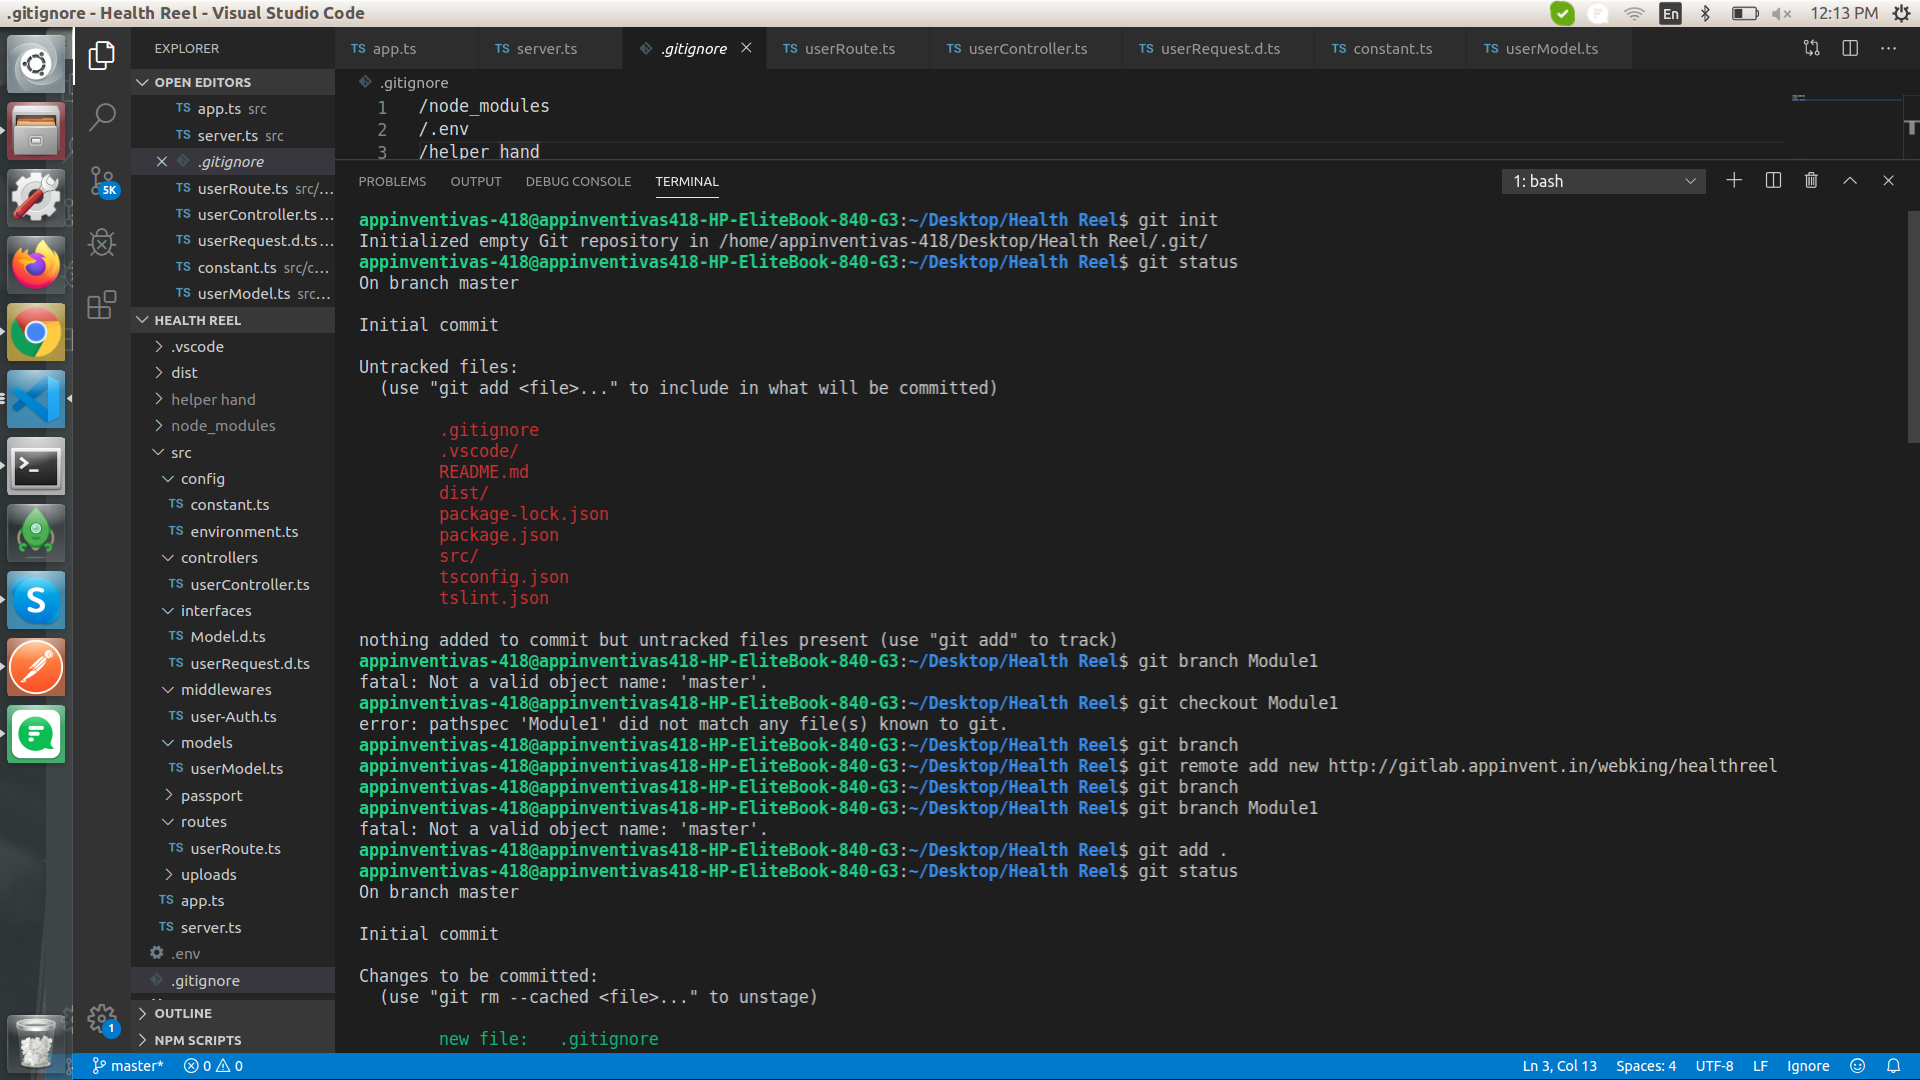 .gitignore - Health Reel - Visual Studio Code
En
12:13 PM
EXPLORER
TS app.ts
TS server.ts
.gitignore
TS userRoute.ts
TS userController.ts
TS userRequest.d.ts
TS constant.ts
TS userModel.ts
OPEN EDITORS
TS app.ts src
TS server.ts src
.gitignore
TS userRoute.ts src/...
TS userController.ts...
TS userRequest.d.ts...
TS constant.ts src/c...
TS userModel.ts src...
5K
HEALTH REEL
.vscode
dist
helper hand
node_modules
src
config
TS constant.ts
TS environment.ts
controllers
TS userController.ts
interfaces
TS Model.d.ts
TS userRequest.d.ts
middlewares
TS user-Auth.ts
models
TS userModel.ts
passport
routes
TS userRoute.ts
uploads
TS app.ts
TS server.ts
.env
.gitignore
OUTLINE
NPM SCRIPTS
1
.gitignore
1 /node_modules
2 /.env
3 /helper hand
PROBLEMS OUTPUT DEBUG CONSOLE TERMINAL
1: bash
appinventivas-418@appinventivas418-HP-EliteBook-840-G3:~/Desktop/Health Reel$ git init
Initialized empty Git repository in /home/appinventivas-418/Desktop/Health Reel/.git/
appinventivas-418@appinventivas418-HP-EliteBook-840-G3:~/Desktop/Health Reel$ git status
On branch master
Initial commit
Untracked files:
(use "git add <file>..." to include in what will be committed)
.gitignore
.vscode/
README.md
dist/
package-lock.json
package.json
src/
tsconfig.json
tslint.json
nothing added to commit but untracked files present (use "git add" to track)
appinventivas-418@appinventivas418-HP-EliteBook-840-G3:~/Desktop/Health Reel$ git branch Module1
fatal: Not a valid object name: 'master'.
appinventivas-418@appinventivas418-HP-EliteBook-840-G3:~/Desktop/Health Reel$ git checkout Module1
error: pathspec 'Module1' did not match any file(s) known to git.
appinventivas-418@appinventivas418-HP-EliteBook-840-G3:~/Desktop/Health Reel$ git branch
appinventivas-418@appinventivas418-HP-EliteBook-840-G3:~/Desktop/Health Reel$ git remote add new http://gitlab.appinvent.in/webking/healthreel
appinventivas-418@appinventivas418-HP-EliteBook-840-G3:~/Desktop/Health Reel$ git branch
appinventivas-418@appinventivas418-HP-EliteBook-840-G3:~/Desktop/Health Reel$ git branch Module1
fatal: Not a valid object name: 'master'.
appinventivas-418@appinventivas418-HP-EliteBook-840-G3:~/Desktop/Health Reel$ git add .
appinventivas-418@appinventivas418-HP-EliteBook-840-G3:~/Desktop/Health Reel$ git status
On branch master
Initial commit
Changes to be committed:
(use "git rm --cached <file>..." to unstage)
new file: .gitignore
master* 0 0
Ln 3, Col 13 Spaces: 4 UTF-8 LF Ignore